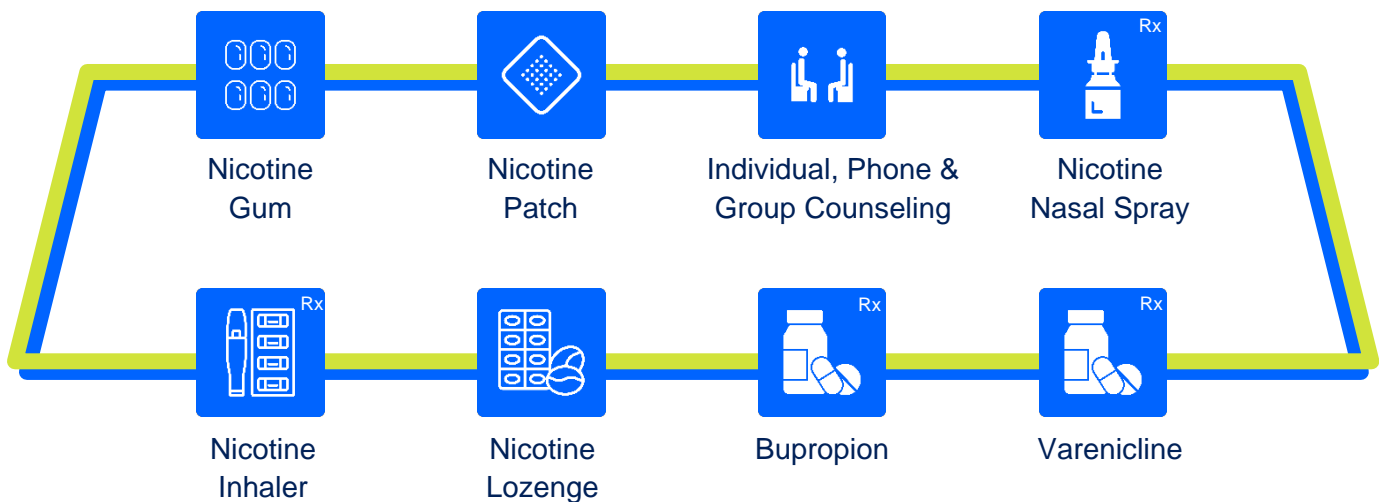 Rx
Nicotine
Gum
Nicotine
Patch
Individual, Phone &
Group Counseling
Nicotine
Nasal Spray
Rx
Rx
Rx
Nicotine
Inhaler
Nicotine
Lozenge
Bupropion
Varenicline